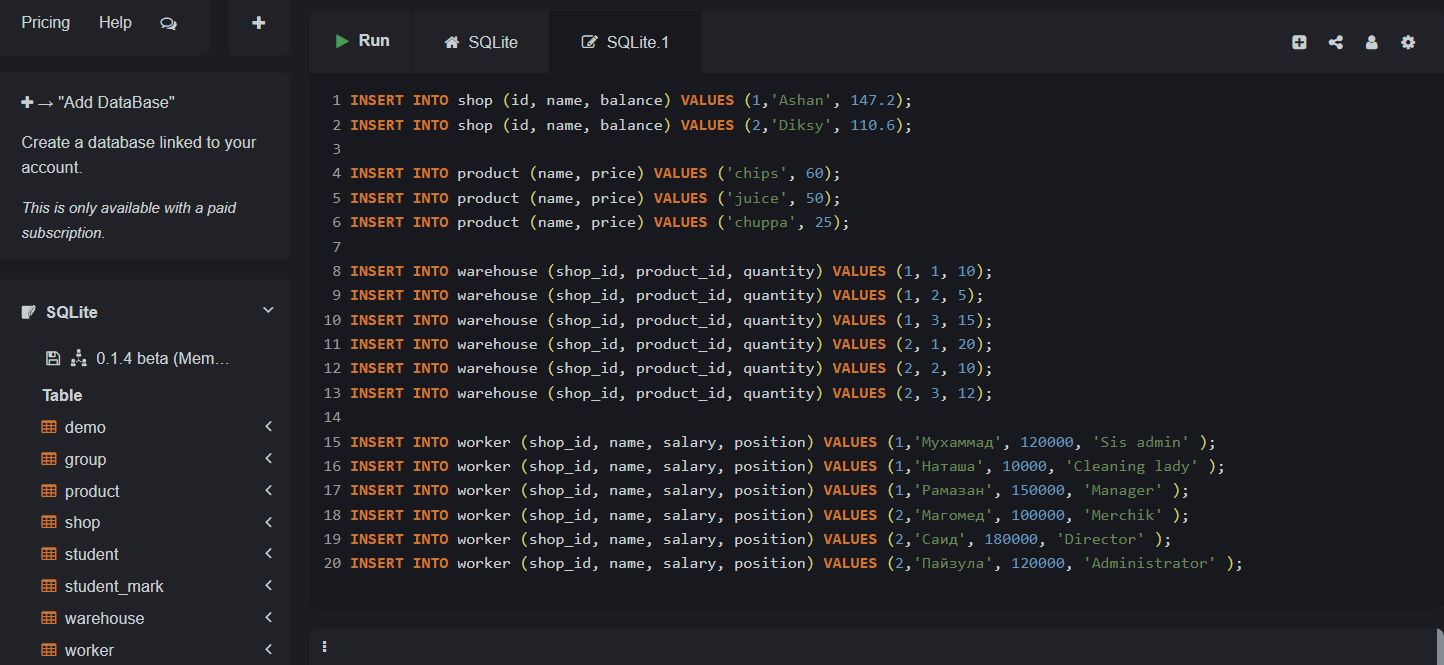 Pricing Help
+ → "Add DataBase"
Create a database linked to your
account.
This is only available with a paid
subscription.
SQLite
0.1.4 beta (Mem...
Table
demo
group
product
shop
student
student_mark
warehouse
worker
Run SQLite SQLite.1
1 INSERT INTO shop (id, name, balance) VALUES (1,'Ashan', 147.2);
2 INSERT INTO shop (id, name, balance) VALUES (2,'Diksy', 110.6);
3
4 INSERT INTO product (name, price) VALUES ('chips', 60);
5 INSERT INTO product (name, price) VALUES ('juice', 50);
6 INSERT INTO product (name, price) VALUES ('chuppa', 25);
7
8 INSERT INTO warehouse (shop_id, product_id, quantity) VALUES (1, 1, 10);
9 INSERT INTO warehouse (shop_id, product_id, quantity) VALUES (1, 2, 5);
10 INSERT INTO warehouse (shop_id, product_id, quantity) VALUES (1, 3, 15);
11 INSERT INTO warehouse (shop_id, product_id, quantity) VALUES (2, 1, 20);
12 INSERT INTO warehouse (shop_id, product_id, quantity) VALUES (2, 2, 10);
13 INSERT INTO warehouse (shop_id, product_id, quantity) VALUES (2, 3, 12);
14
15 INSERT INTO worker (shop_id, name, salary, position) VALUES (1,'Мухаммад', 120000, 'Sis admin' );
16 INSERT INTO worker (shop_id, name, salary, position) VALUES (1,'Наташа', 10000, 'Cleaning lady' );
17 INSERT INTO worker (shop_id, name, salary, position) VALUES (1,'Рамазан', 150000, 'Manager' );
18 INSERT INTO worker (shop_id, name, salary, position) VALUES (2,'Магомед', 100000, 'Merchik' );
19 INSERT INTO worker (shop_id, name, salary, position) VALUES (2,'Саид', 180000, 'Director' );
20 INSERT INTO worker (shop_id, name, salary, position) VALUES (2,'Пайзула', 120000, 'Administrator' );